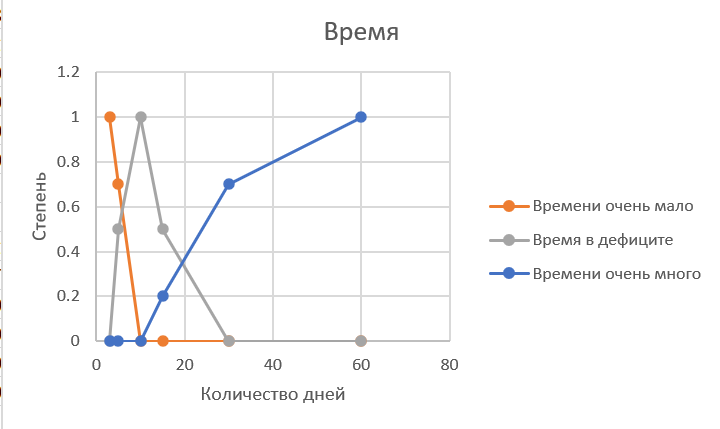 Время
1.2
1
0.8
0.6
0.4
0.2
0
0 20 40 60 80
Степень
Количество дней
Времени очень мало
Время в дефиците
Времени очень много